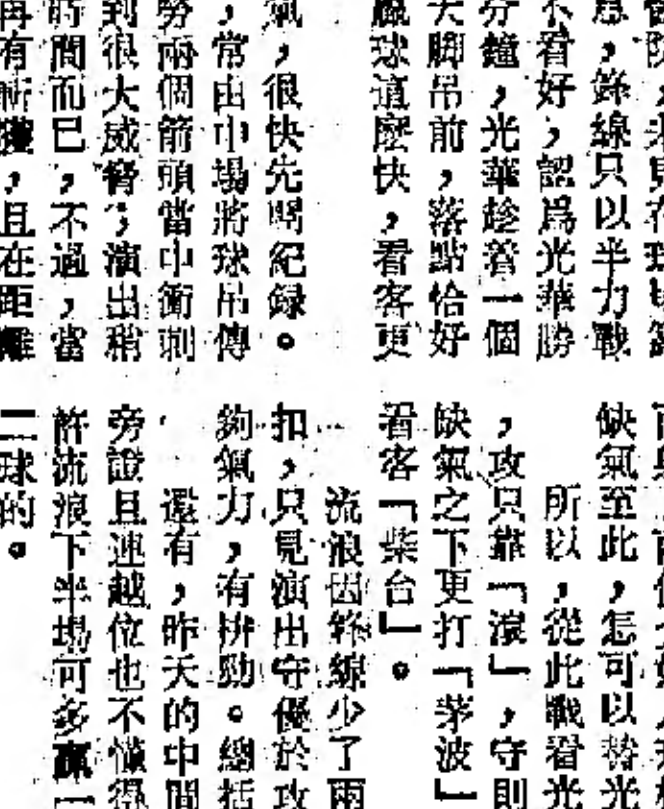 息，鋒線只以半力戰
不看好，認爲光華勝
分鐘，光華趁着一個
大脚吊前，落點恰好
贏球這麼快，看客更
氣，很快先開紀録。
，常由中場將球吊傳
勞兩個箭頭當中衝刺
到很大威脅；演出稍
時間而已，不過，當
再有斬獲，且在距離
缺氣至此，怎可以替光
所以，從此戰看光
，攻只靠「滾」，守則
缺氣之下更打「茅波」
看客「柴台」。
流浪因鋒線少了兩
扣，只見演出守優於攻
夠氣力，有拼勁。總括
還有，昨天的中間
旁證且連越位也不懂得
許流浪下半場可多贏一
二球的。